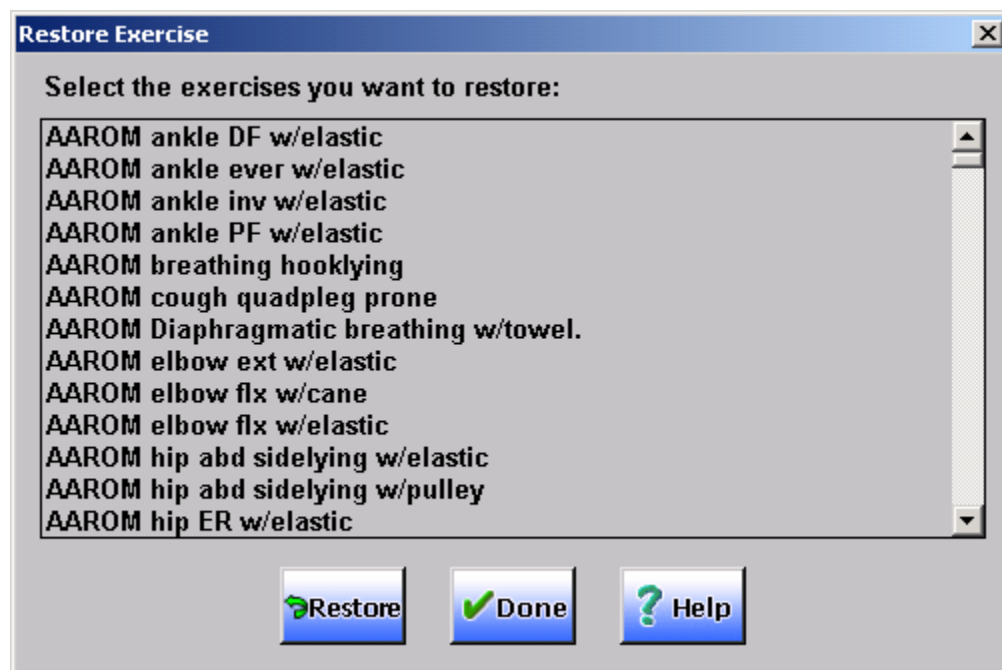 Restore Exercise
Select the exercises you want to restore:
AAROM ankle DF w/elastic
AAROM ankle ever w/elastic
AAROM ankle inv w/elastic
AAROM ankle PF w/elastic
AAROM breathing hooklying
AAROM cough quadpleg prone
AAROM Diaphragmatic breathing w/towel.
AAROM elbow ext w/elastic
AAROM elbow flx w/cane
AAROM elbow flx w/elastic
AAROM hip abd sidelying w/elastic
AAROM hip abd sidelying w/pulley
AAROM hip ER w/elastic
Restore Done Help